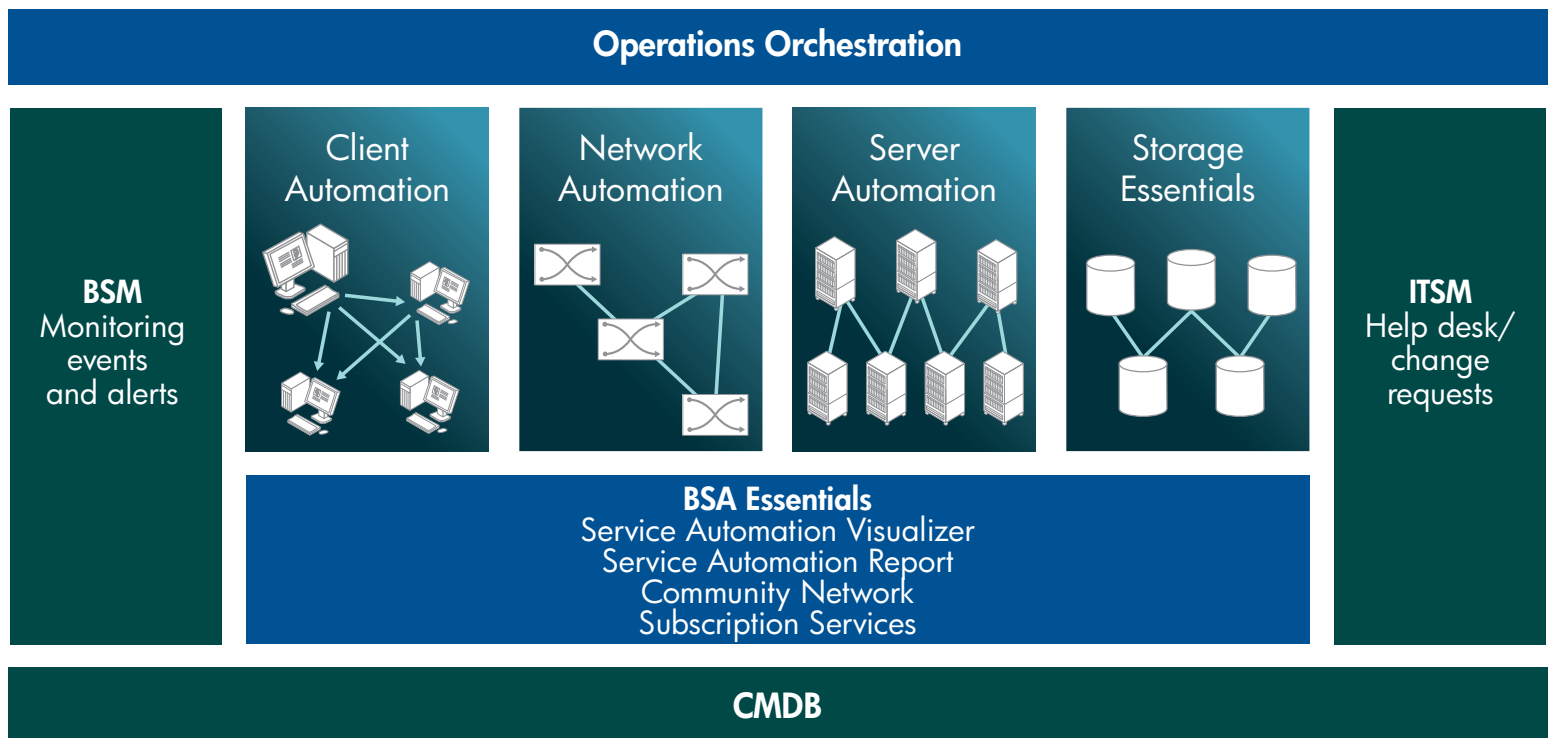 Operations Orchestration
BSM
Monitoring
events
and alerts
Client
Automation
Network
Automation
Server
Automation
Storage
Essentials
ITSM
Help desk/
change
requests
BSA Essentials
Service Automation Visualizer
Service Automation Report
Community Network
Subscription Services
CMDB